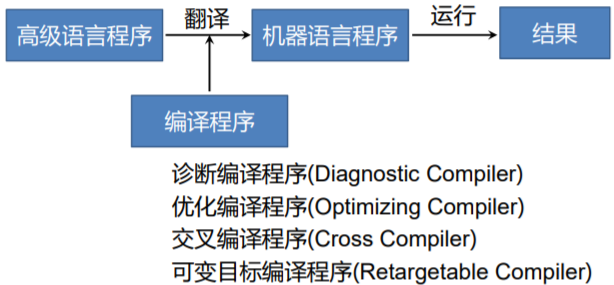 高级语言程序
翻译
机器语言程序
运行
结果
编译程序
诊断编译程序(Diagnostic Compiler)
优化编译程序(Optimizing Compiler)
交叉编译程序(Cross Compiler)
可变目标编译程序(Retargetable Compiler)